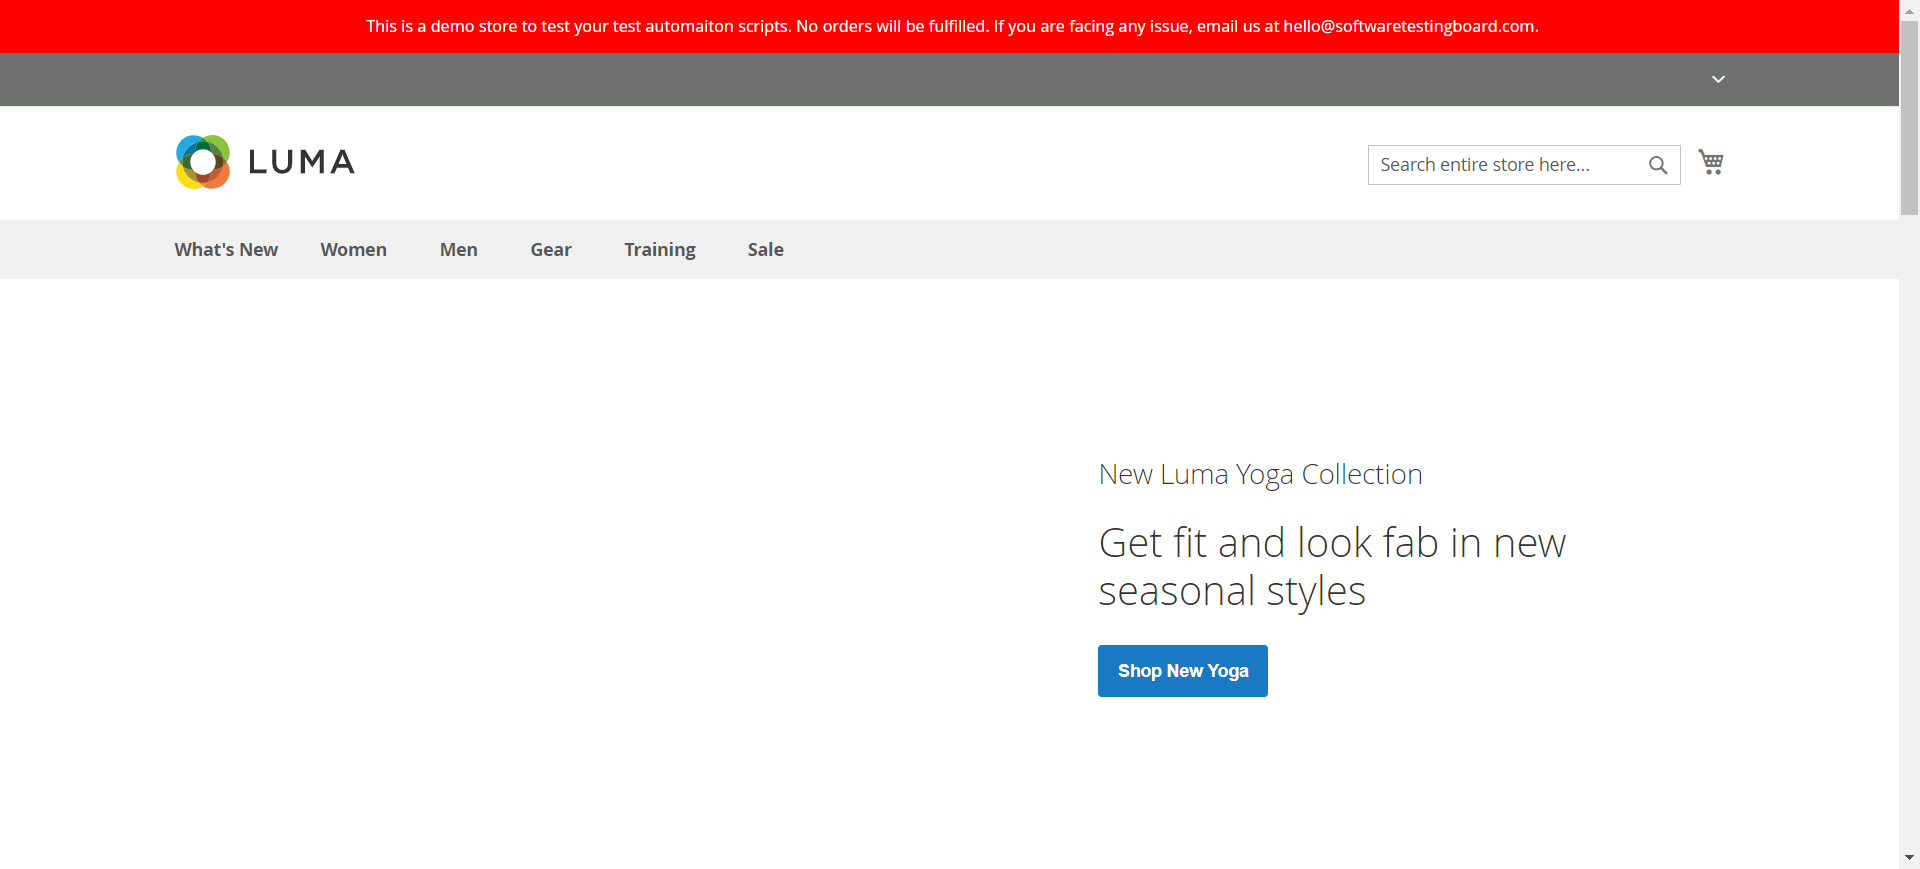 This is a demo store to test your test automaiton scripts. No orders will be fulfilled. If you are facing any issue, email us at hello@softwaretestingboard.com.
LUMA
Search entire store here...
What's New Women Men Gear Training Sale
New Luma Yoga Collection
Get fit and look fab in new
seasonal styles
Shop New Yoga